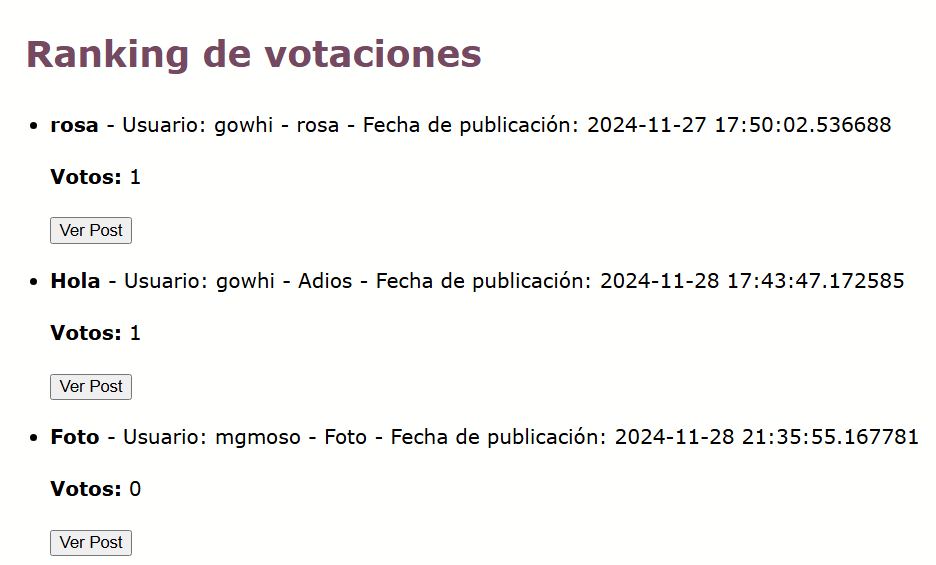 Ranking de votaciones
rosa - Usuario: gowhi - rosa - Fecha de publicación: 2024-11-27 17:50:02.536688
Votos: 1
Ver Post
Hola - Usuario: gowhi - Adios - Fecha de publicación: 2024-11-28 17:43:47.172585
Votos: 1
Ver Post
Foto - Usuario: mgmoso - Foto - Fecha de publicación: 2024-11-28 21:35:55.167781
Votos: 0
Ver Post